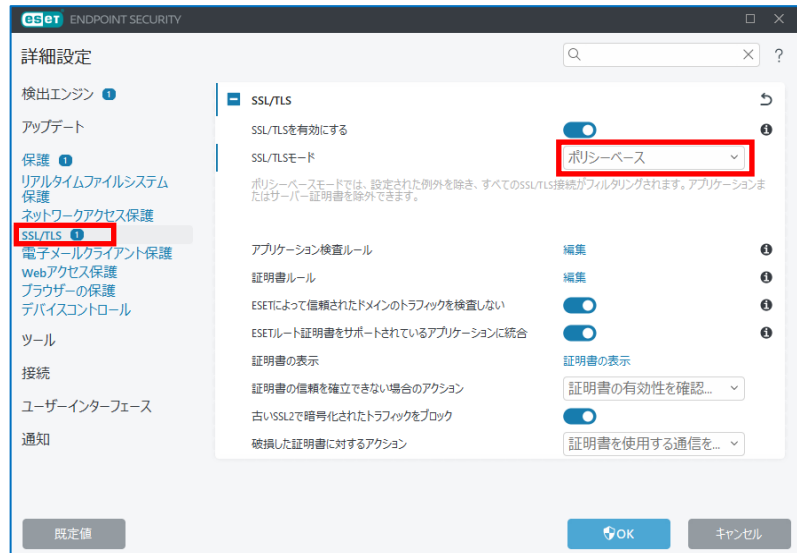 eset ENDPOINT SECURITY
詳細設定
?
検出エンジン 1
アップデート
保護 1
リアルタイムファイルシステム
保護
ネットワークアクセス保護
SSL/TLS 1
電子メールクライアント保護
Webアクセス保護
ブラウザーの保護
デバイスコントロール
ツール
接続
ユーザーインターフェース
通知
SSL/TLS
SSL/TLSを有効にする
SSL/TLSモード ポリシーベース
ポリシーベースモードでは、設定された例外を除き、すべてのSSL/TLS接続がフィルタリングされます。アプリケーションま
たはサーバー証明書を除外できます。
アプリケーション検査ルール 編集
証明書ルール 編集
ESETによって信頼されたドメインのトラフィックを検査しない
ESETルート証明書をサポートされているアプリケーションに統合
証明書の表示 証明書の表示
証明書の信頼を確立できない場合のアクション 証明書の有効性を確認...
古いSSL2で暗号化されたトラフィックをブロック
破損した証明書に対するアクション 証明書を使用する通信を...
既定値 OK キャンセル